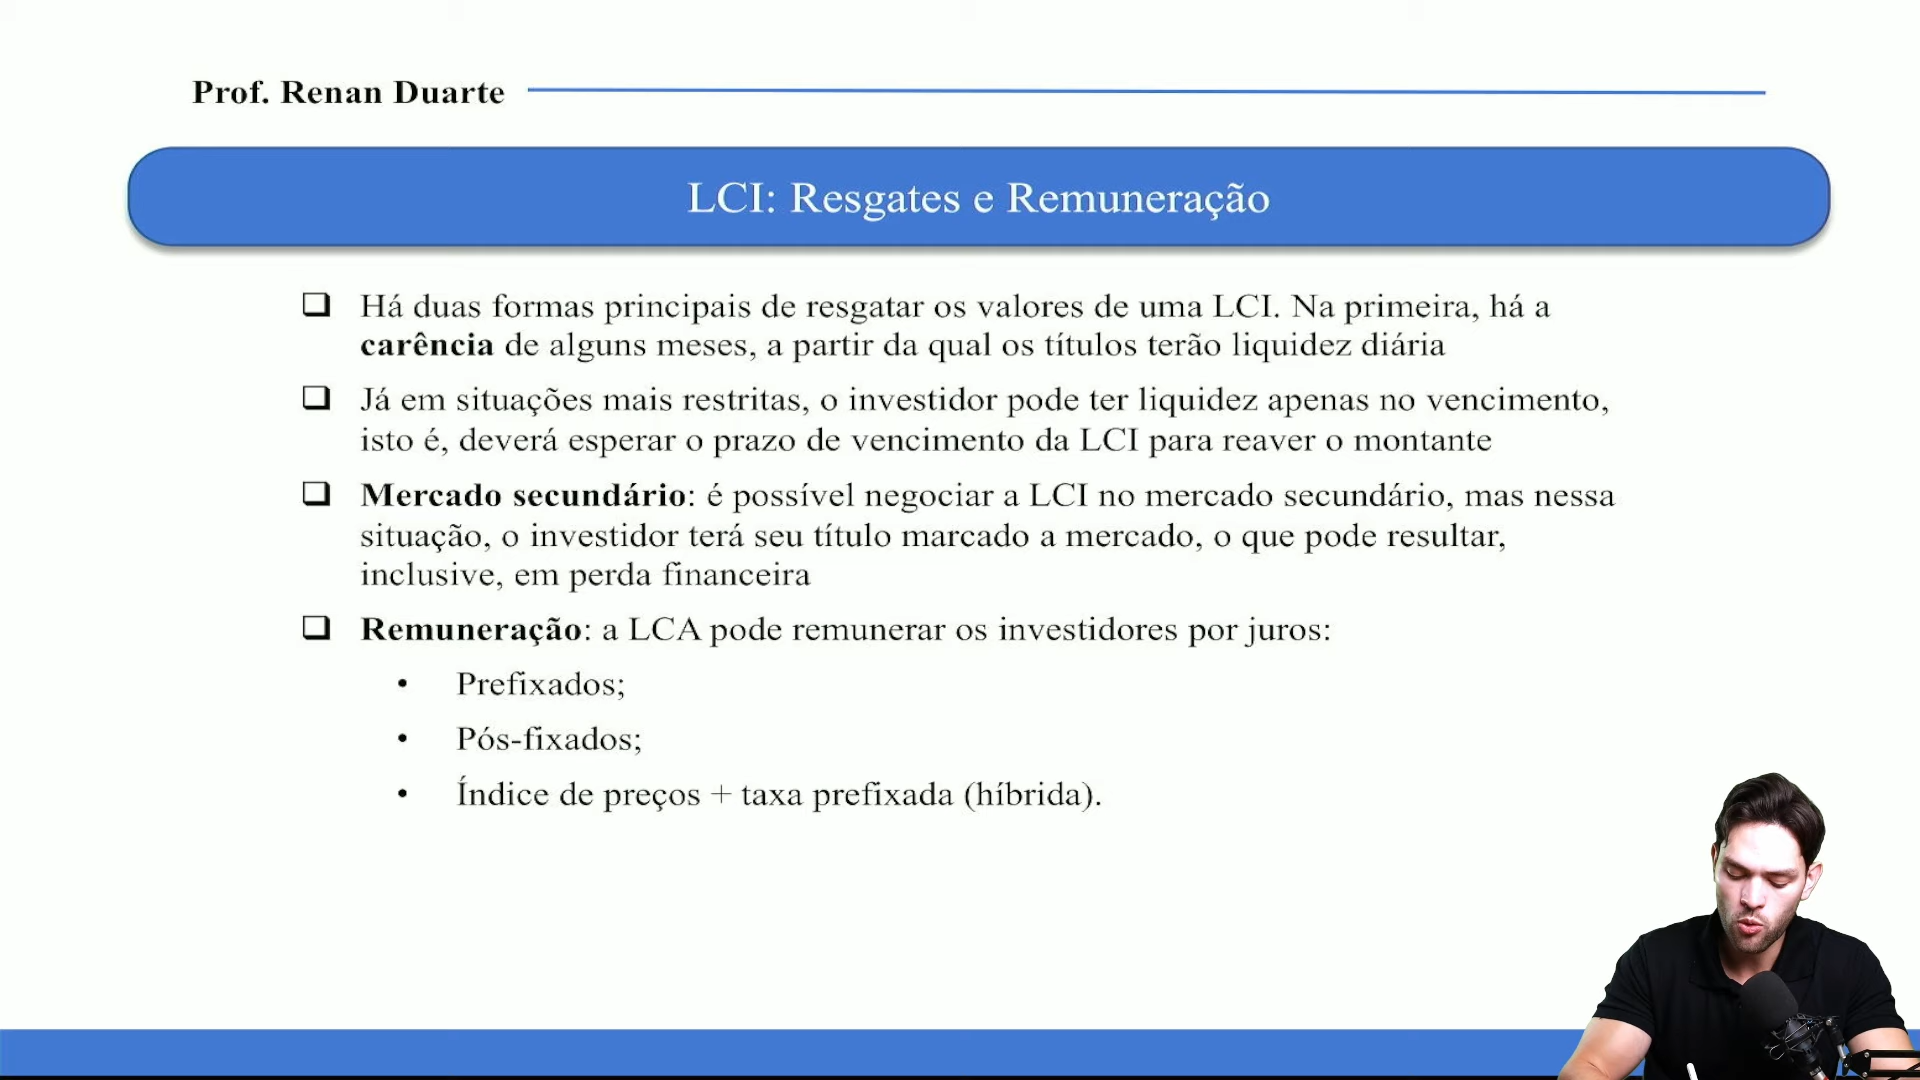 Prof. Renan Duarte
LCI: Resgates e Remuneração
Há duas formas principais de resgatar os valores de uma LCI. Na primeira, há a
carência de alguns meses, a partir da qual os títulos terão liquidez diária
Já em situações mais restritas, o investidor pode ter liquidez apenas no vencimento,
isto é, deverá esperar o prazo de vencimento da LCI para reaver o montante
Mercado secundário: é possível negociar a LCI no mercado secundário, mas nessa
situação, o investidor terá seu título marcado a mercado, o que pode resultar,
inclusive, em perda financeira
Remuneração: a LCA pode remunerar os investidores por juros:
• Prefixados;
• Pós-fixados;
• Índice de preços + taxa prefixada (híbrida).